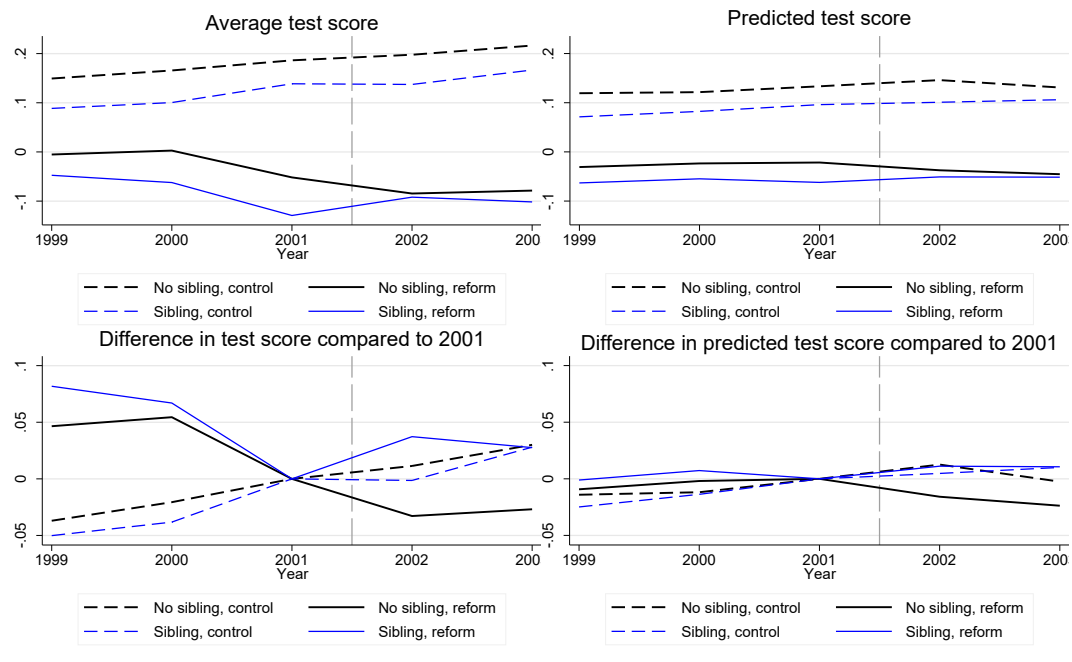 Average test score
.2
.1
0
-.1
1999 2000 2001 2002 200
Year
No sibling, control No sibling, reform
Sibling, control Sibling, reform
Predicted test score
.2
.1
0
-.1
1999 2000 2001 2002 200
Year
No sibling, control No sibling, reform
Sibling, control Sibling, reform
Difference in test score compared to 2001
.1
.05
0
-.05
1999 2000 2001 2002 200
Year
No sibling, control No sibling, reform
Sibling, control Sibling, reform
Difference in predicted test score compared to 2001
.1
.05
0
-.05
1999 2000 2001 2002 200
Year
No sibling, control No sibling, reform
Sibling, control Sibling, reform